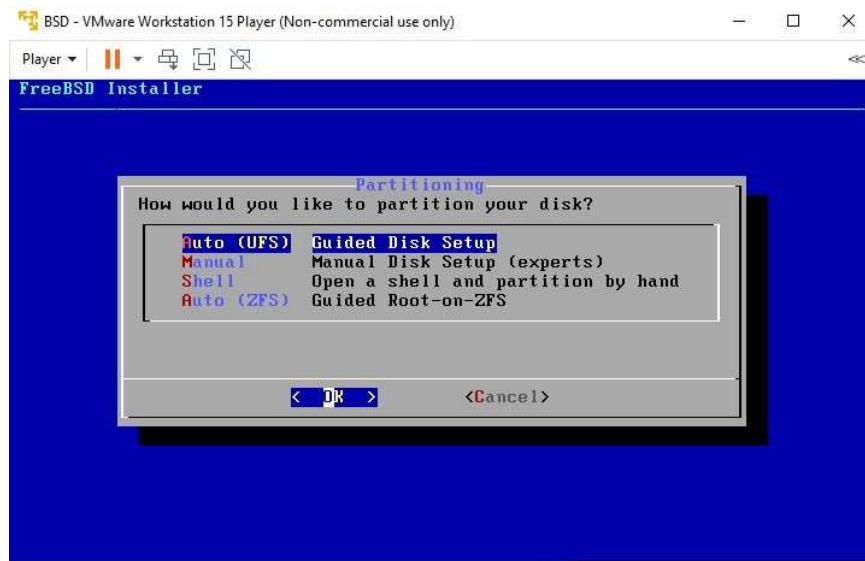 BSD - VMware Workstation 15 Player (Non-commercial use only)
Player
FreeBSD Installer
Partitioning
How would you like to partition your disk?
Auto (UFS) Guided Disk Setup
Manual Manual Disk Setup (experts)
Shell Open a shell and partition by hand
Auto (ZFS) Guided Root-on-ZFS
< OK > <Cancel>